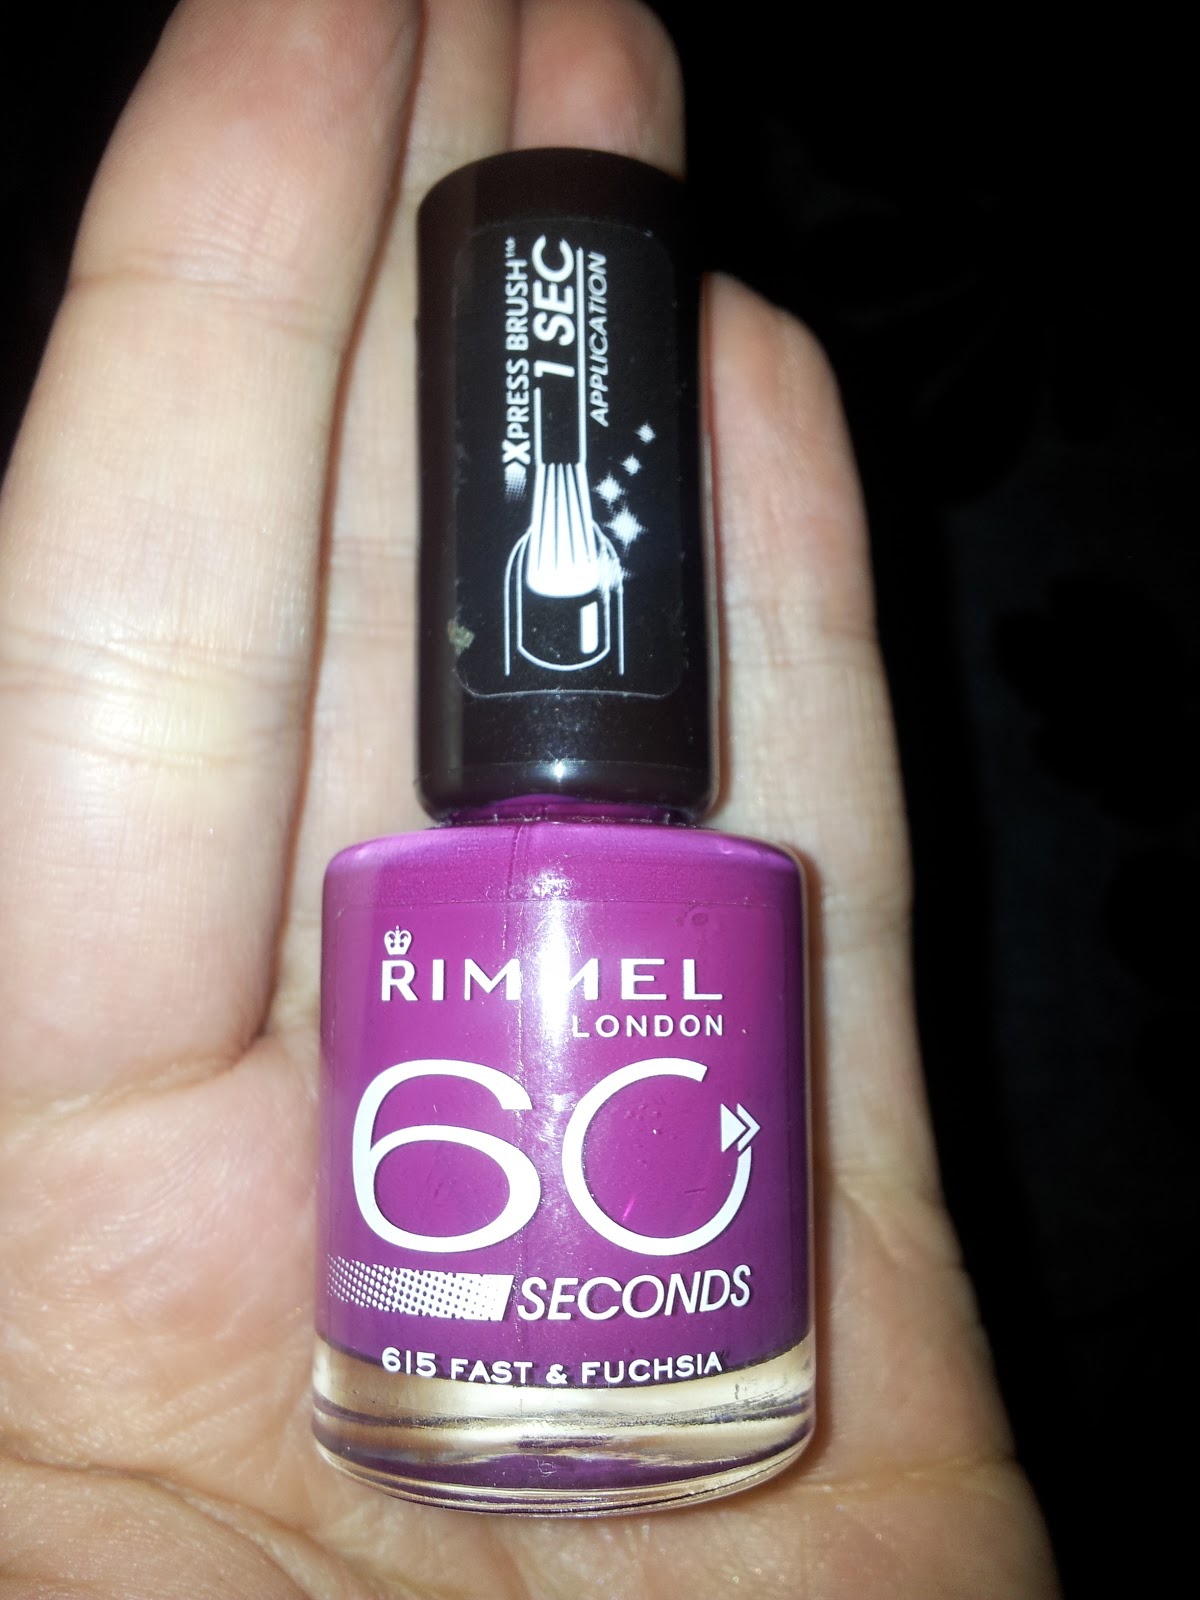 XPRESS BRUSH™
1 SEC
APPLICATION
RIMMEL
LONDON
60
SECONDS
615 FAST & FUCHSIA